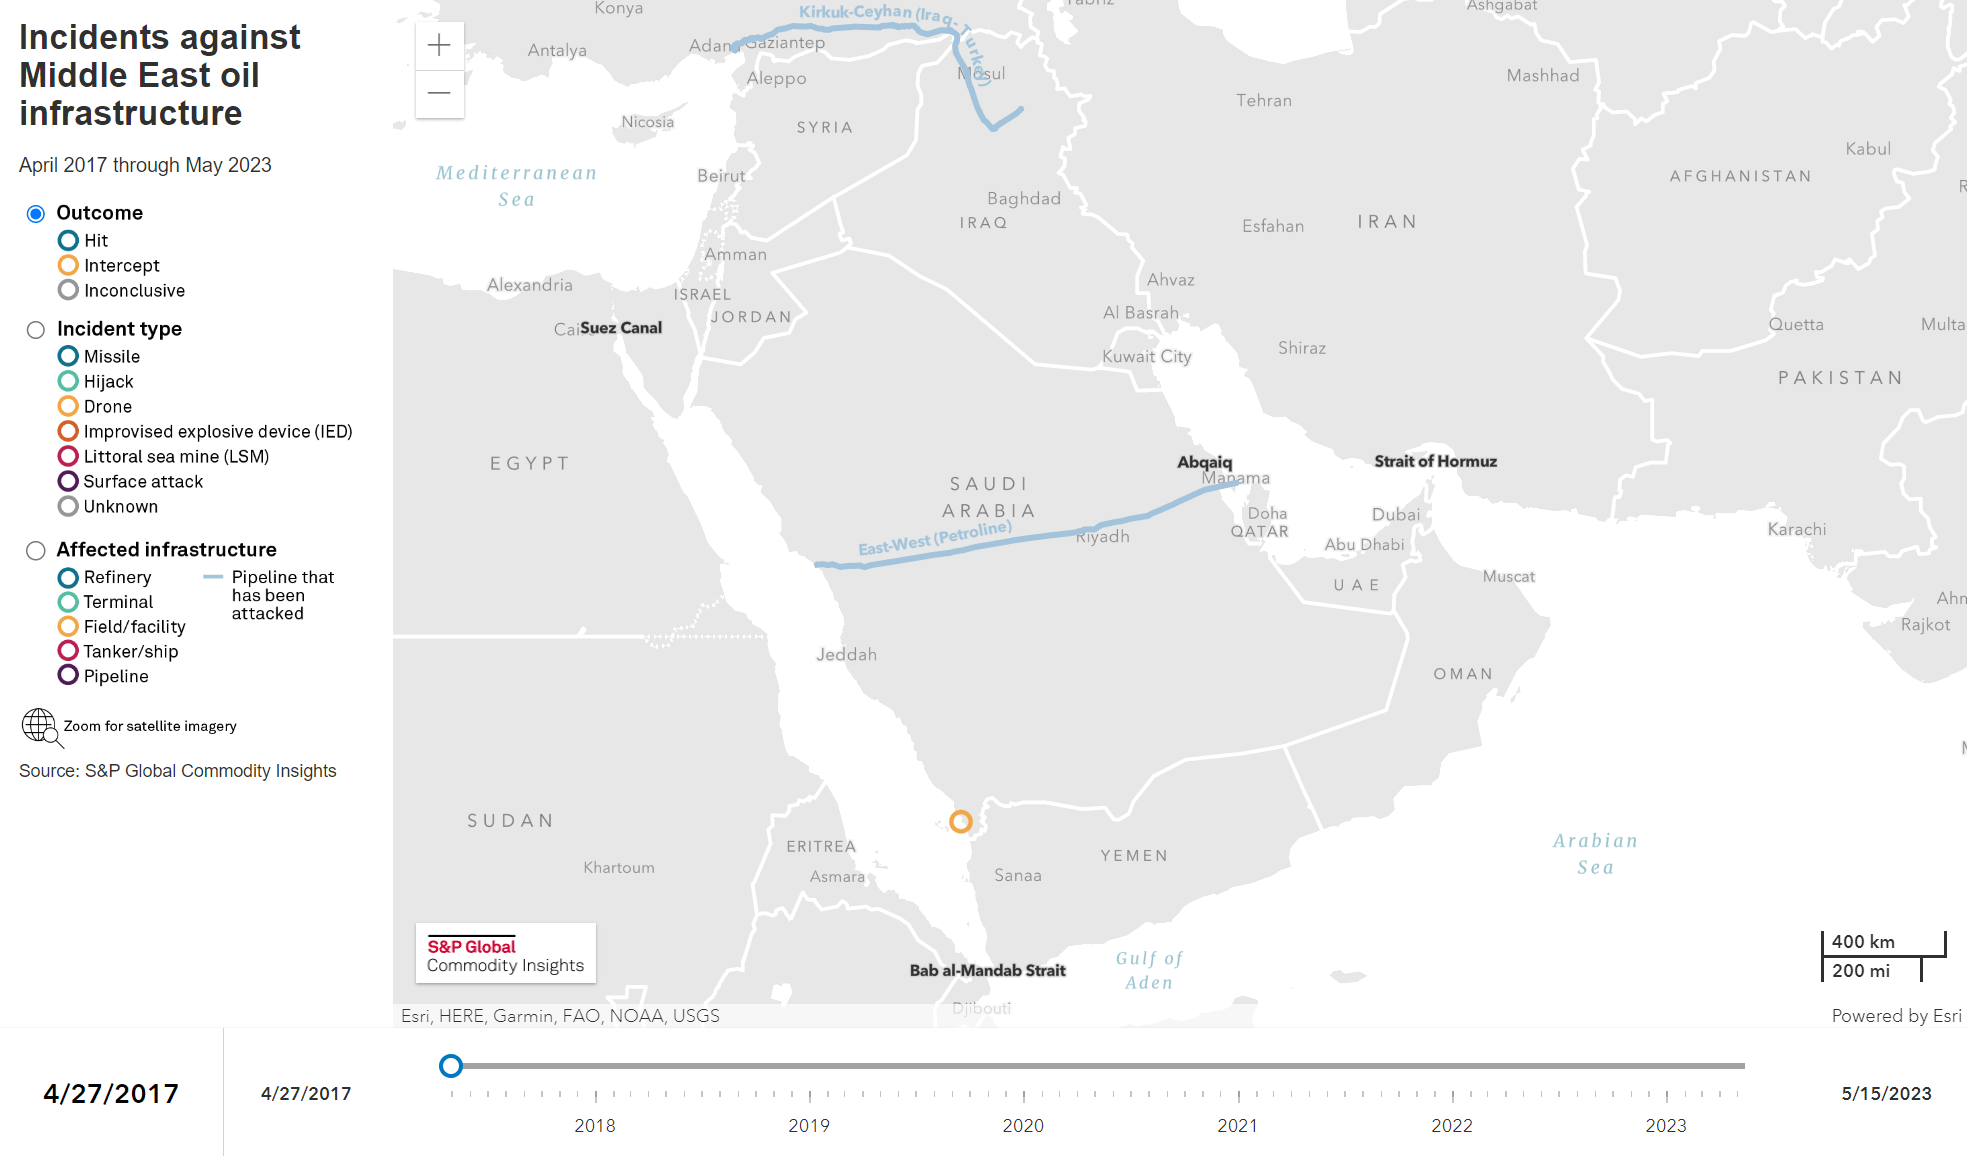 Incidents against
Middle East oil
infrastructure
April 2017 through May 2023
Outcome
Hit
Intercept
Inconclusive
Incident type
Missile
Hijack
Drone
Improvised explosive device (IED)
Littoral sea mine (LSM)
Surface attack
Unknown
Affected infrastructure
Refinery
Terminal
Field/facility
Tanker/ship
Pipeline
Pipeline that
has been
attacked
Zoom for satellite imagery
Source: S&P Global Commodity Insights
Konya
Kirkuk-Ceyhan (Iraq-Turkey)
Ashgabat
Antalya
Gaziantep
Aleppo
Mosul
Mashhad
Tehran
Nicosia
SYRIA
Mediterranean
Sea
Beirut
Kabul
AFGHANISTAN
Baghdad
IRAQ
Esfahan
IRAN
Amman
Alexandria
ISRAEL
JORDAN
Ahvaz
Al Basrah
Suez Canal
Kuwait City
Shiraz
Quetta
PAKISTAN
EGYPT
Abqaiq
Manama
Strait of Hormuz
SAUDI
ARABIA
Doha
QATAR
Dubai
Karachi
East-West (Petroline)
Riyadh
Abu Dhabi
Muscat
UAE
Rajkot
Jeddah
OMAN
SUDAN
Khartoum
ERITREA
Asmara
YEMEN
Sanaa
Arabian
Sea
Bab al-Mandab Strait
Gulf of
Aden
Djibouti
S&P Global
Commodity Insights
400 km
200 mi
Esri, HERE, Garmin, FAO, NOAA, USGS
Powered by Esri
4/27/2017
4/27/2017
5/15/2023
2018
2019
2020
2021
2022
2023